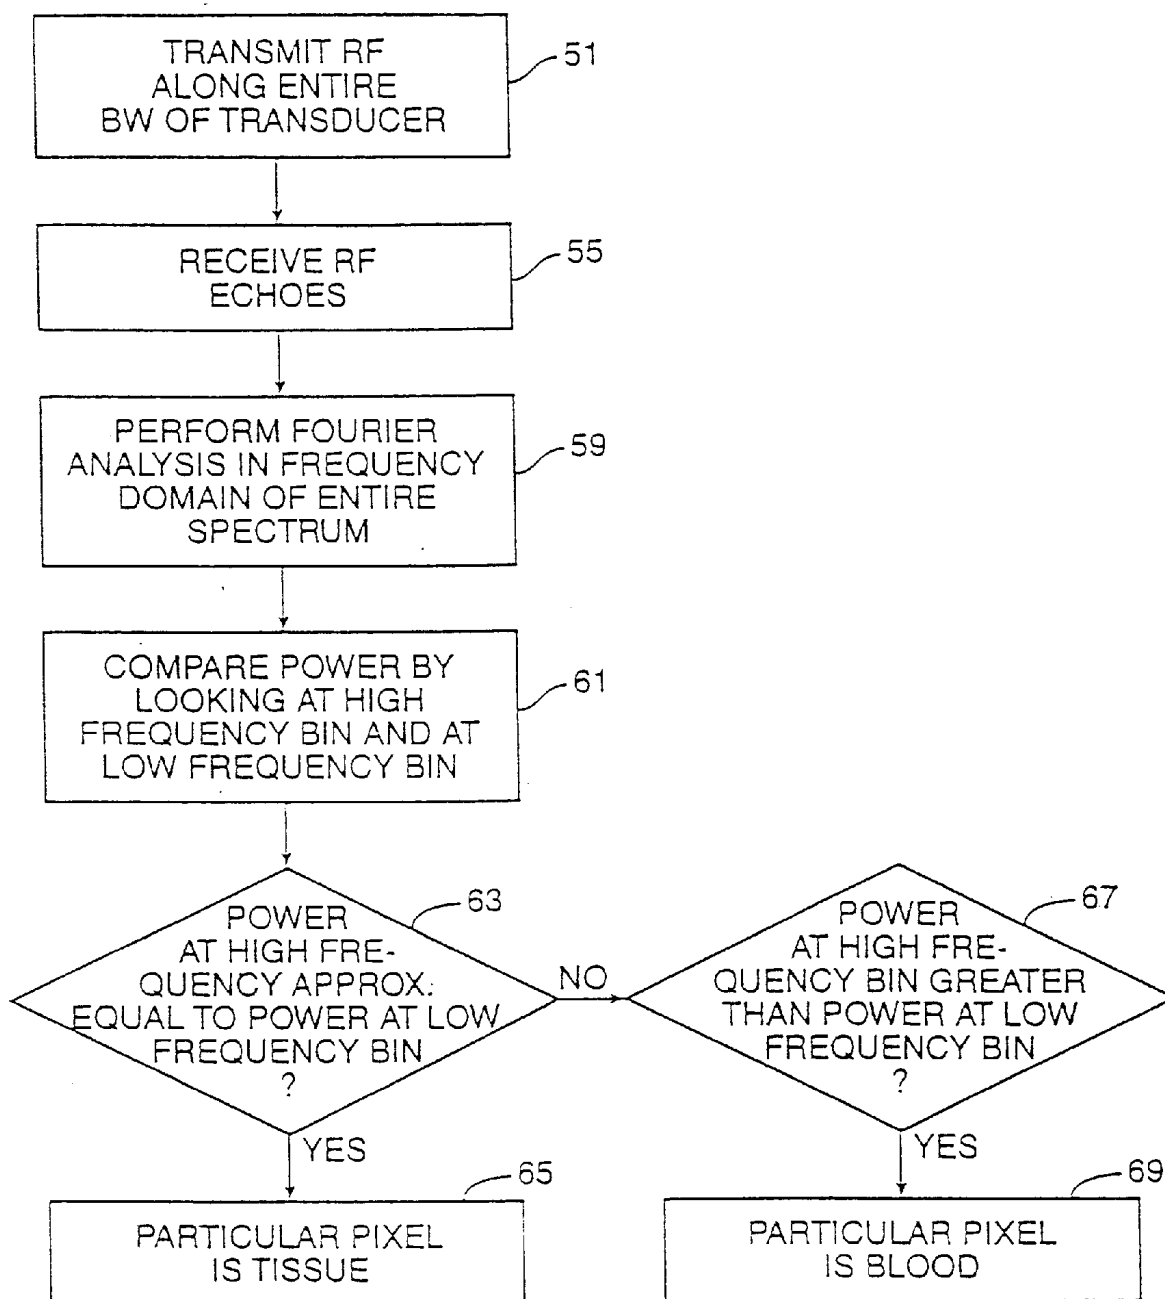 TRANSMIT RF
ALONG ENTIRE
BW OF TRANSDUCER
51
RECEIVE RF
ECHOES
55
PERFORM FOURIER
ANALYSIS IN FREQUENCY
DOMAIN OF ENTIRE
SPECTRUM
59
COMPARE POWER BY
LOOKING AT HIGH
FREQUENCY BIN AND AT
LOW FREQUENCY BIN
61
POWER
AT HIGH FRE-
QUENCY APPROX.
EQUAL TO POWER AT LOW
FREQUENCY BIN
?
63
NO
POWER
AT HIGH FRE-
QUENCY BIN GREATER
THAN POWER AT LOW
FREQUENCY BIN
?
67
YES
YES
65
PARTICULAR PIXEL
IS TISSUE
69
PARTICULAR PIXEL
IS BLOOD